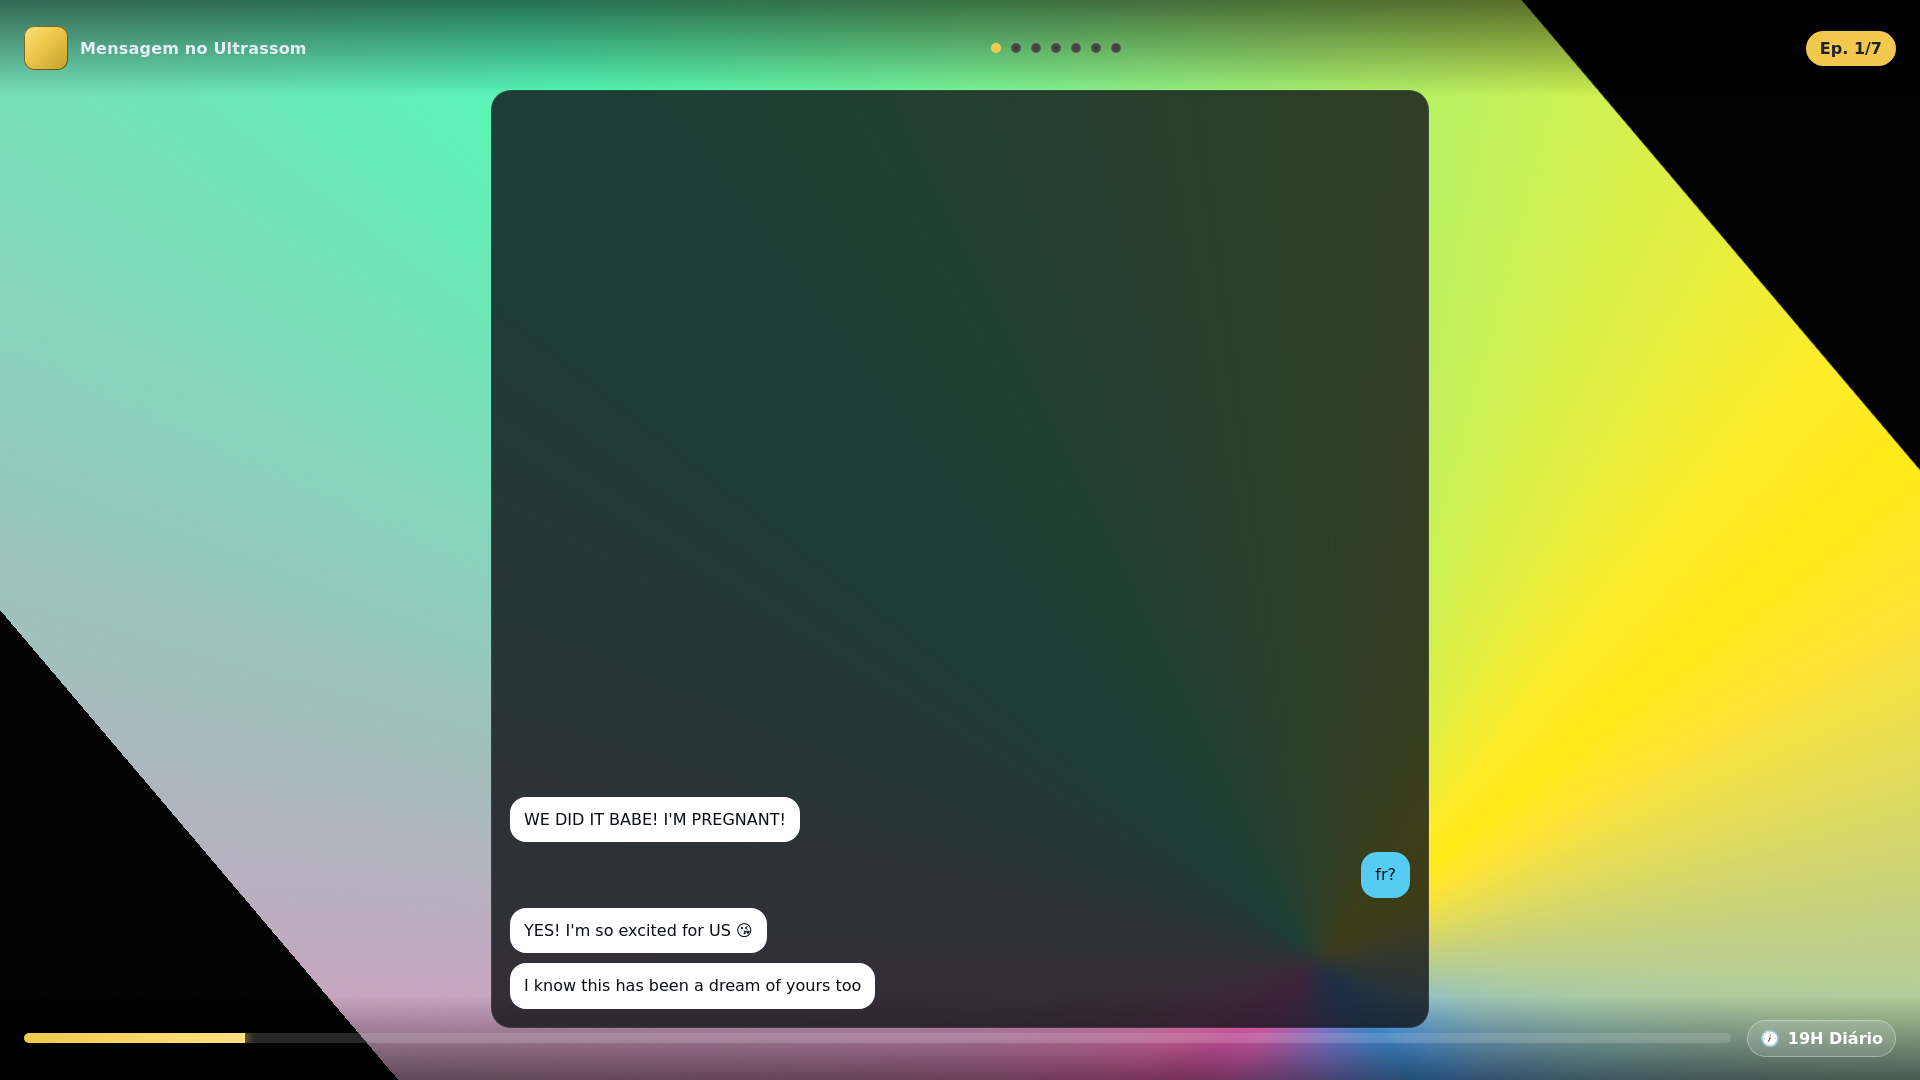 Mensagem no Ultrassom
Ep. 1/7
WE DID IT BABE! I'M PREGNANT!
fr?
YES! I'm so excited for US 😘
I know this has been a dream of yours too
🕖 19H Diário